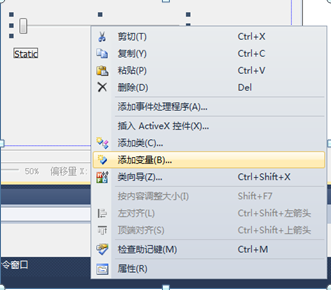 剪切(T) Ctrl+X
复制(Y) Ctrl+C
Static
粘贴(P) Ctrl+V
删除(D) Del
添加事件处理程序(A)...
插入 ActiveX 控件(X)...
添加类(C)...
添加变量(B)...
50% 偏移量 X:
类向导(Z)... Ctrl+Shift+X
按内容调整大小(I) Shift+F7
左对齐(L) Ctrl+Shift+左箭头
顶端对齐(S) Ctrl+Shift+上箭头
检查助记键(M) Ctrl+M
令窗口
属性(R)